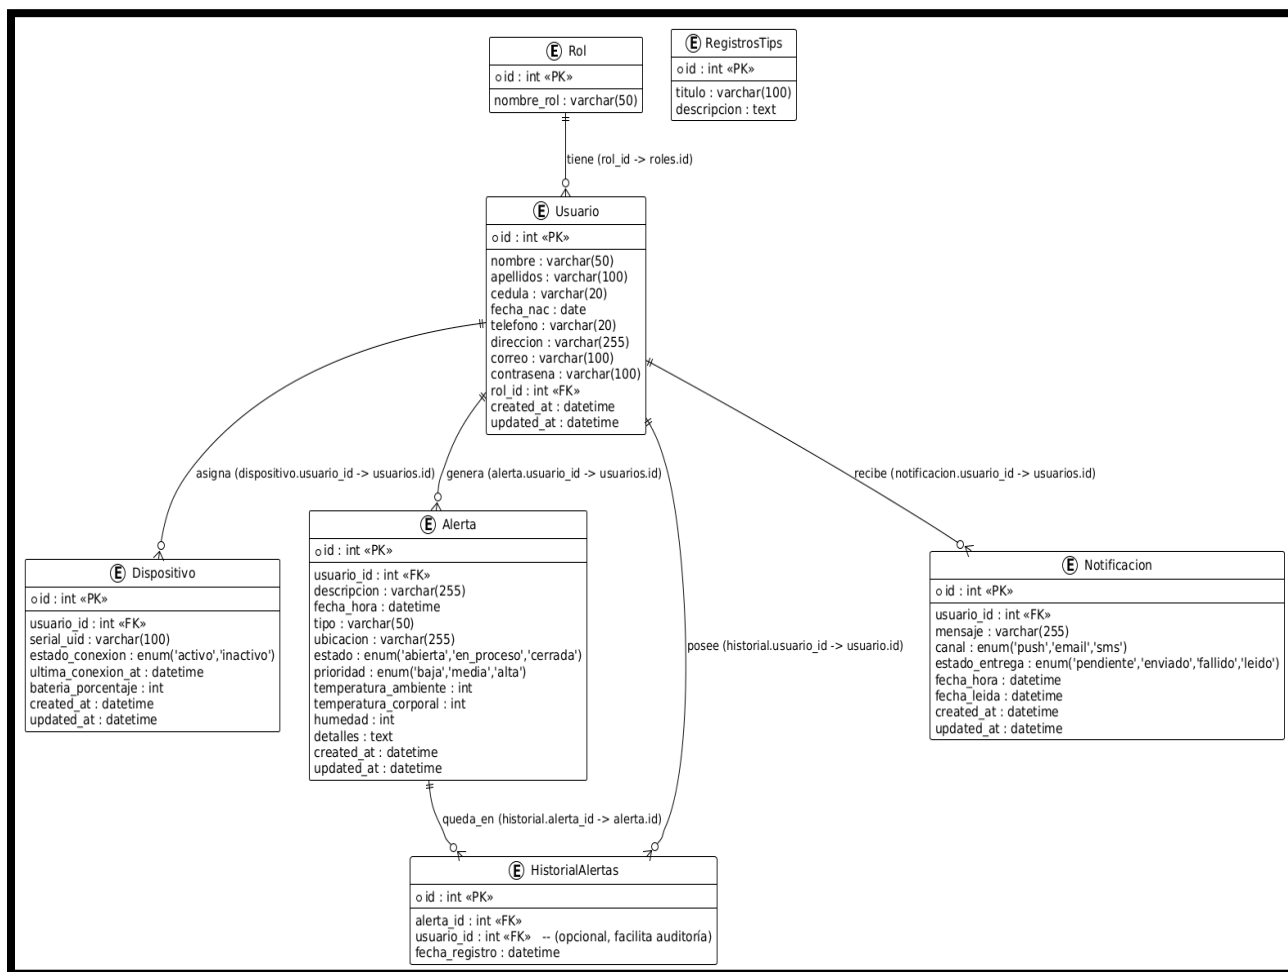 E Rol
id : int «PK»
nombre_rol : varchar(50)
E RegistrosTips
id : int «PK»
titulo : varchar(100)
descripcion : text
tiene (rol_id -> roles.id)
E Usuario
id : int «PK»
nombre : varchar(50)
apellidos : varchar(100)
cedula : varchar(20)
fecha_nac : date
telefono : varchar(20)
direccion : varchar(255)
correo : varchar(100)
contrasena : varchar(100)
rol_id : int «FK»
created_at : datetime
updated_at : datetime
asigna (dispositivo.usuario_id -> usuarios.id)
genera (alerta.usuario_id -> usuarios.id)
recibe (notificacion.usuario_id -> usuarios.id)
E Dispositivo
id : int «PK»
usuario_id : int «FK»
serial_uid : varchar(100)
estado_conexion : enum('activo','inactivo')
ultima_conexion_at : datetime
bateria_porcentaje : int
created_at : datetime
updated_at : datetime
E Alerta
id : int «PK»
usuario_id : int «FK»
descripcion : varchar(255)
fecha_hora : datetime
tipo : varchar(50)
ubicacion : varchar(255)
estado : enum('abierta','en_proceso','cerrada')
prioridad : enum('baja','media','alta')
temperatura_ambiente : int
temperatura_corporal : int
humedad : int
detalles : text
created_at : datetime
updated_at : datetime
posee (historial.usuario_id -> usuario.id)
E Notificacion
id : int «PK»
usuario_id : int «FK»
mensaje : varchar(255)
canal : enum('push','email','sms')
estado_entrega : enum('pendiente','enviado','fallido','leido')
fecha_hora : datetime
fecha_leida : datetime
created_at : datetime
updated_at : datetime
queda_en (historial.alerta_id -> alerta.id)
E HistorialAlertas
id : int «PK»
alerta_id : int «FK»
usuario_id : int «FK» -- (opcional, facilita auditoría)
fecha_registro : datetime